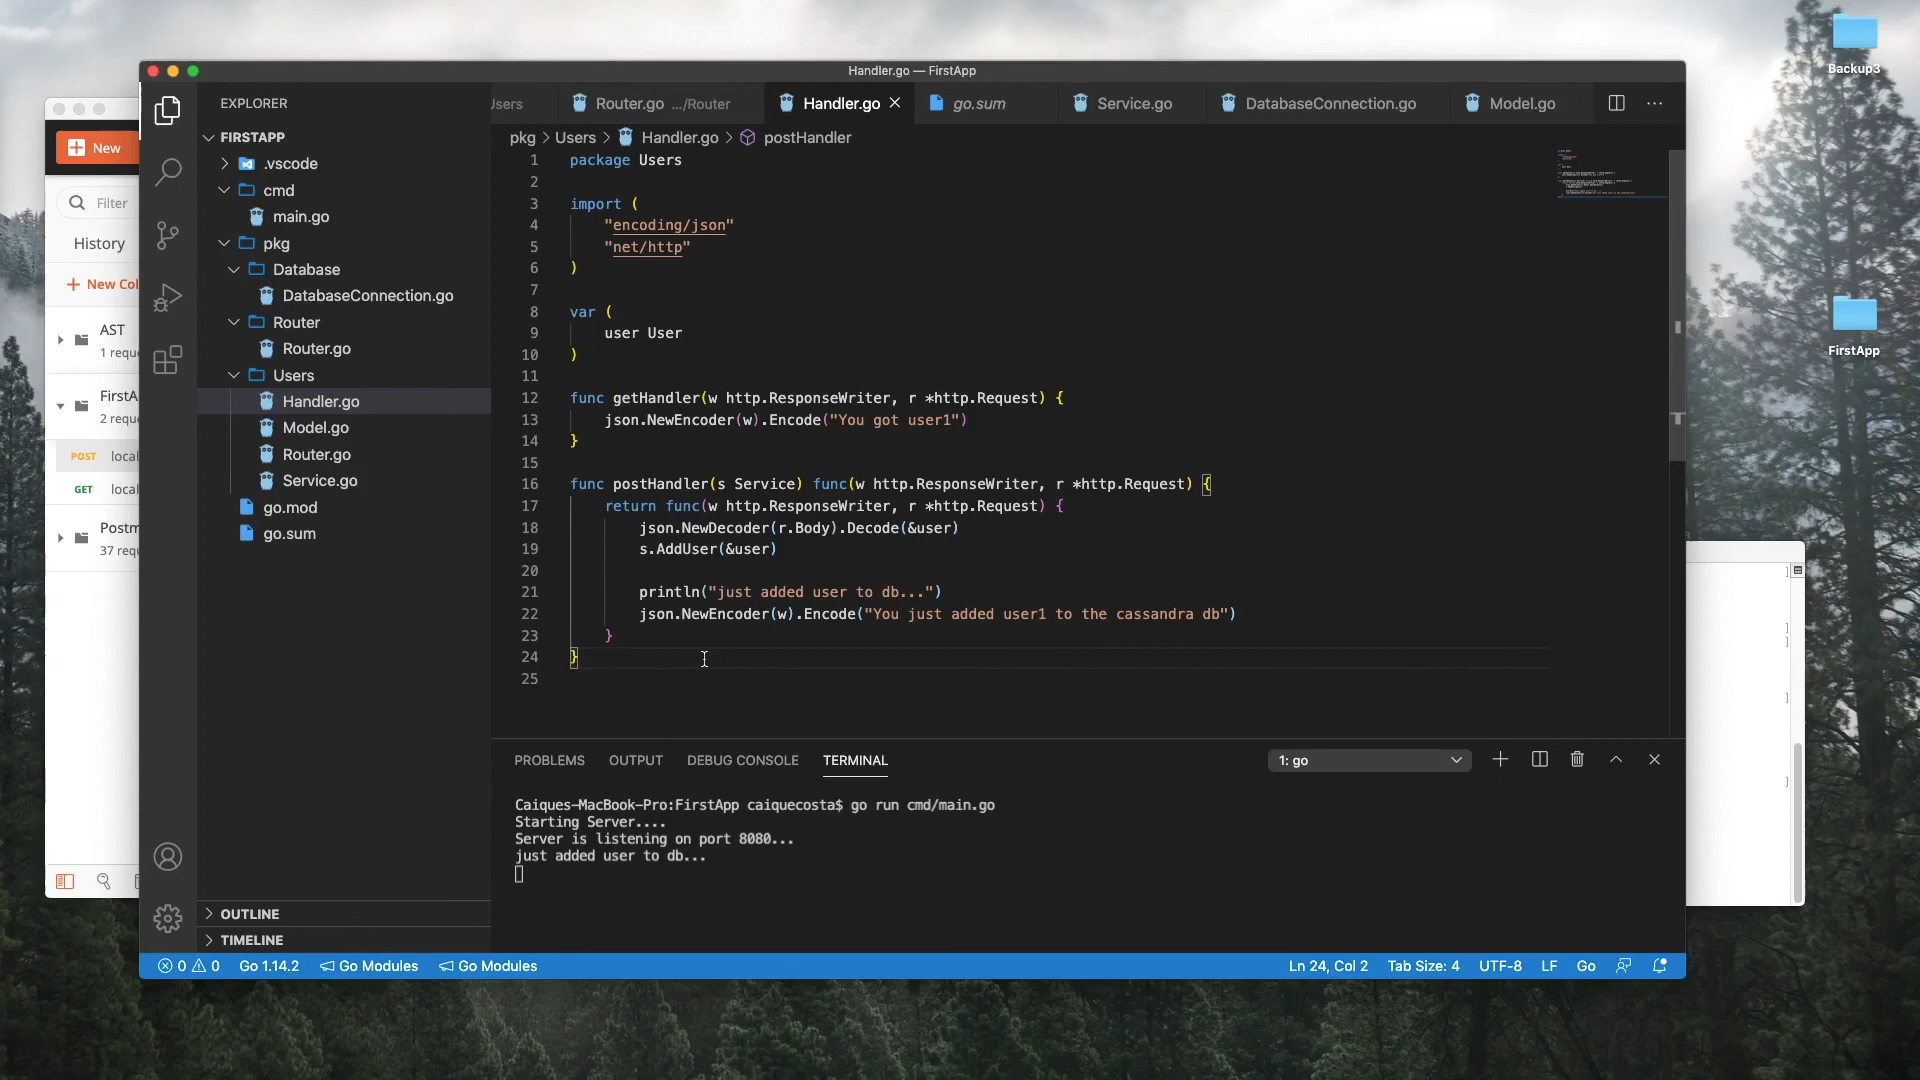 Backup3
FirstApp
New
Filter
History
New Col
AST
1 reque
FirstA
2 reque
POST local
GET local
Postm
37 requ
Handler.go — FirstApp
EXPLORER
FIRSTAPP
.vscode
cmd
main.go
pkg
Database
DatabaseConnection.go
Router
Router.go
Users
Handler.go
Model.go
Router.go
Service.go
go.mod
go.sum
OUTLINE
TIMELINE
Jsers Router.go .../Router Handler.go go.sum Service.go DatabaseConnection.go Model.go
pkg > Users > Handler.go > postHandler
1 package Users
2
3 import (
4 "encoding/json"
5 "net/http"
6 )
7
8 var (
9 user User
10 )
11
12 func getHandler(w http.ResponseWriter, r *http.Request) {
13 json.NewEncoder(w).Encode("You got user1")
14 }
15
16 func postHandler(s Service) func(w http.ResponseWriter, r *http.Request) {
17 return func(w http.ResponseWriter, r *http.Request) {
18 json.NewDecoder(r.Body).Decode(&user)
19 s.AddUser(&user)
20
21 println("just added user to db...")
22 json.NewEncoder(w).Encode("You just added user1 to the cassandra db")
23 }
24 }
25
PROBLEMS OUTPUT DEBUG CONSOLE TERMINAL 1: go
Caiques-MacBook-Pro:FirstApp caiquecosta$ go run cmd/main.go
Starting Server....
Server is listening on port 8080...
just added user to db...
0 0 Go 1.14.2 Go Modules Go Modules Ln 24, Col 2 Tab Size: 4 UTF-8 LF Go